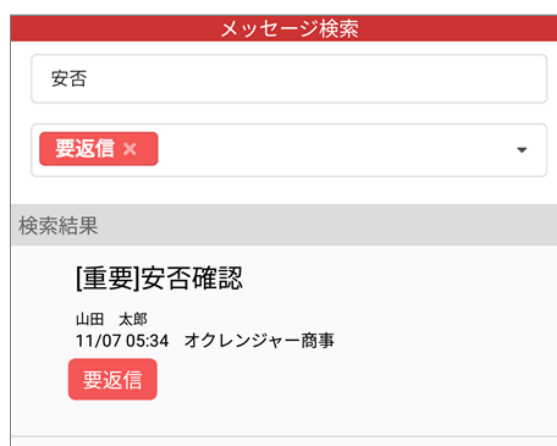 メッセージ検索
安否
要返信 ×
検索結果
[重要]安否確認
山田　太郎
11/07 05:34　オクレンジャー商事
要返信